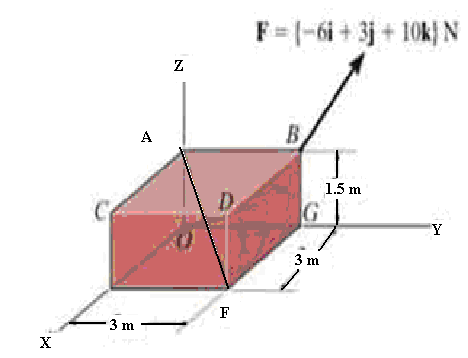 F = {−6i + 3j + 10k} N
Z
A
B
1.5 m
C
D
G
O
Y
3 m
3 m
F
X